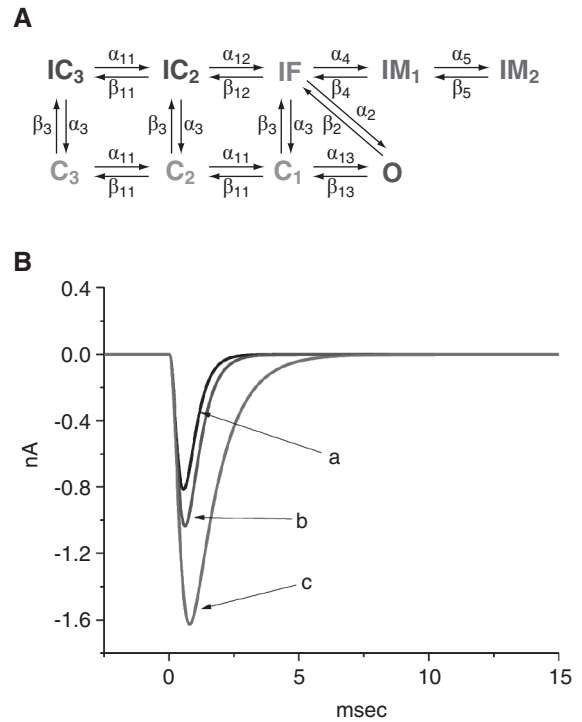 A
α11 α12 α4 α5
IC3 IC2 IF IM1 IM2
β11 β12 β4 β5
β3 α3 β3 α3 β3 α3 β2 α2
α11 α11 α13
C3 C2 C1 O
β11 β11 β13
B
0.4
0.0
-0.4
-0.8
-1.2
-1.6
nA
a
b
c
0 5 10 15
msec